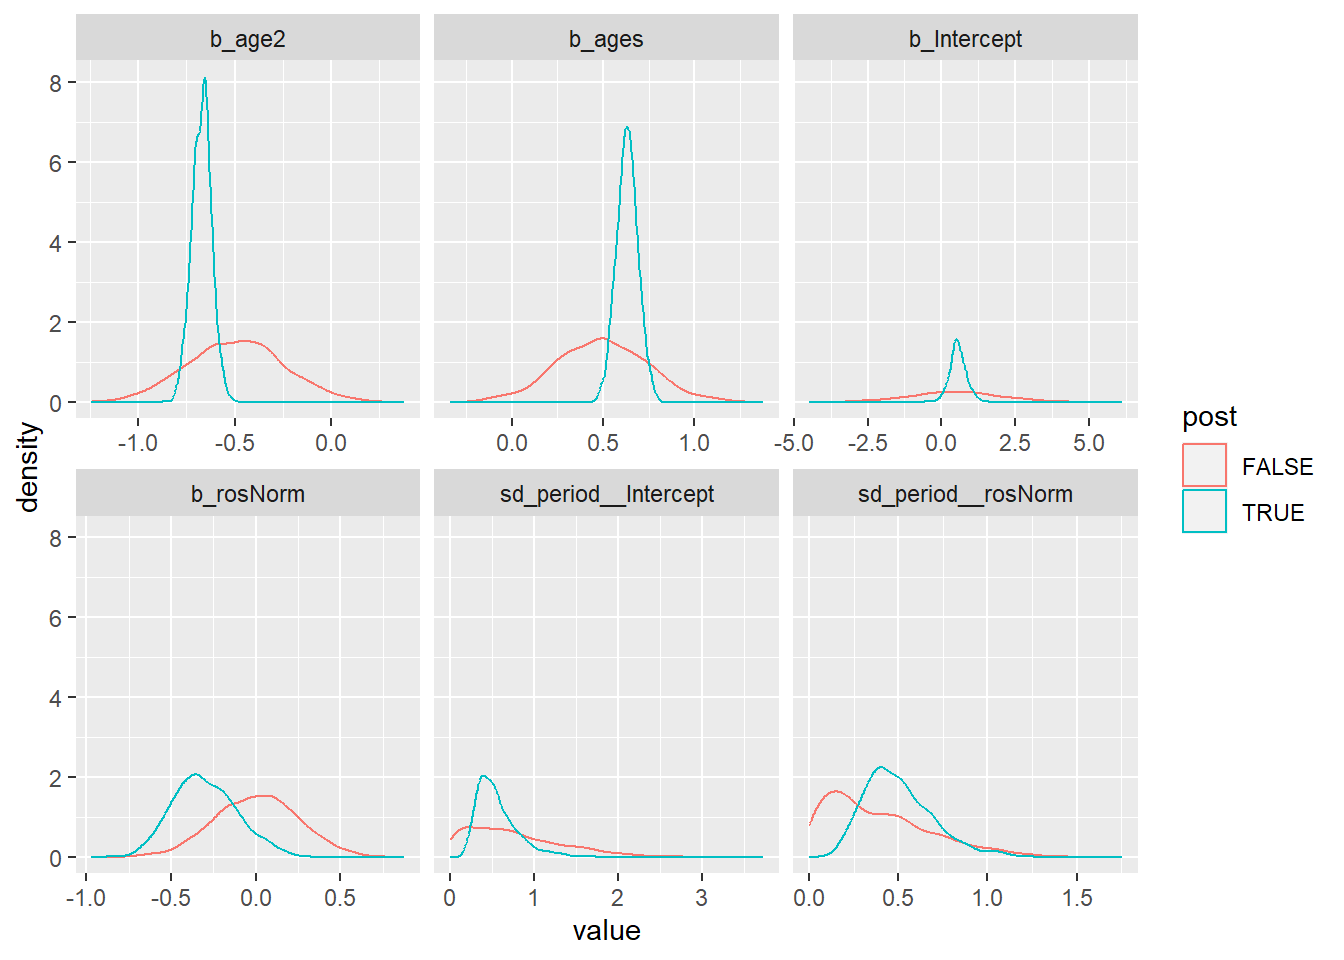 b_age2 b_ages b_Intercept
8
6
4
2
0
-1.0 -0.5 0.0 0.0 0.5 1.0 -5.0 -2.5 0.0 2.5 5.0
b_rosNorm sd_period__Intercept sd_period__rosNorm
8
6
4
2
0
-1.0 -0.5 0.0 0.5 0 1 2 3 0.0 0.5 1.0 1.5
value
density
post
FALSE
TRUE